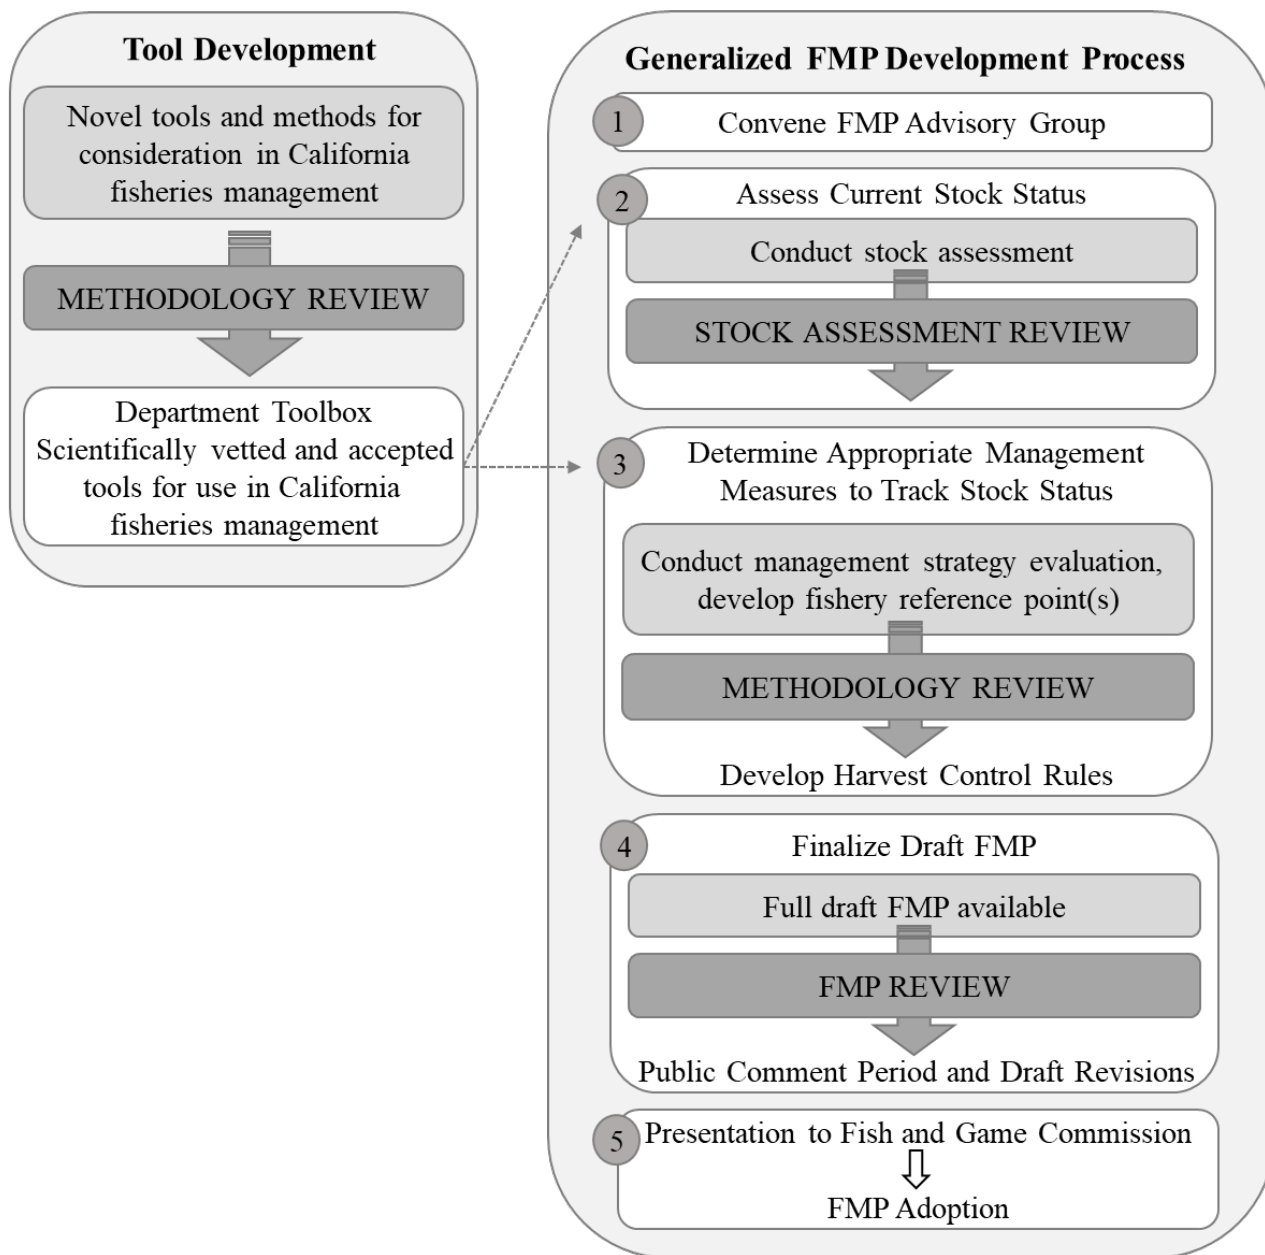 Tool Development
Novel tools and methods for
consideration in California
fisheries management
METHODOLOGY REVIEW
Department Toolbox
Scientifically vetted and accepted
tools for use in California
fisheries management
Generalized FMP Development Process
1
Convene FMP Advisory Group
2
Assess Current Stock Status
Conduct stock assessment
STOCK ASSESSMENT REVIEW
3
Determine Appropriate Management
Measures to Track Stock Status
Conduct management strategy evaluation,
develop fishery reference point(s)
METHODOLOGY REVIEW
Develop Harvest Control Rules
4
Finalize Draft FMP
Full draft FMP available
FMP REVIEW
Public Comment Period and Draft Revisions
5
Presentation to Fish and Game Commission
FMP Adoption